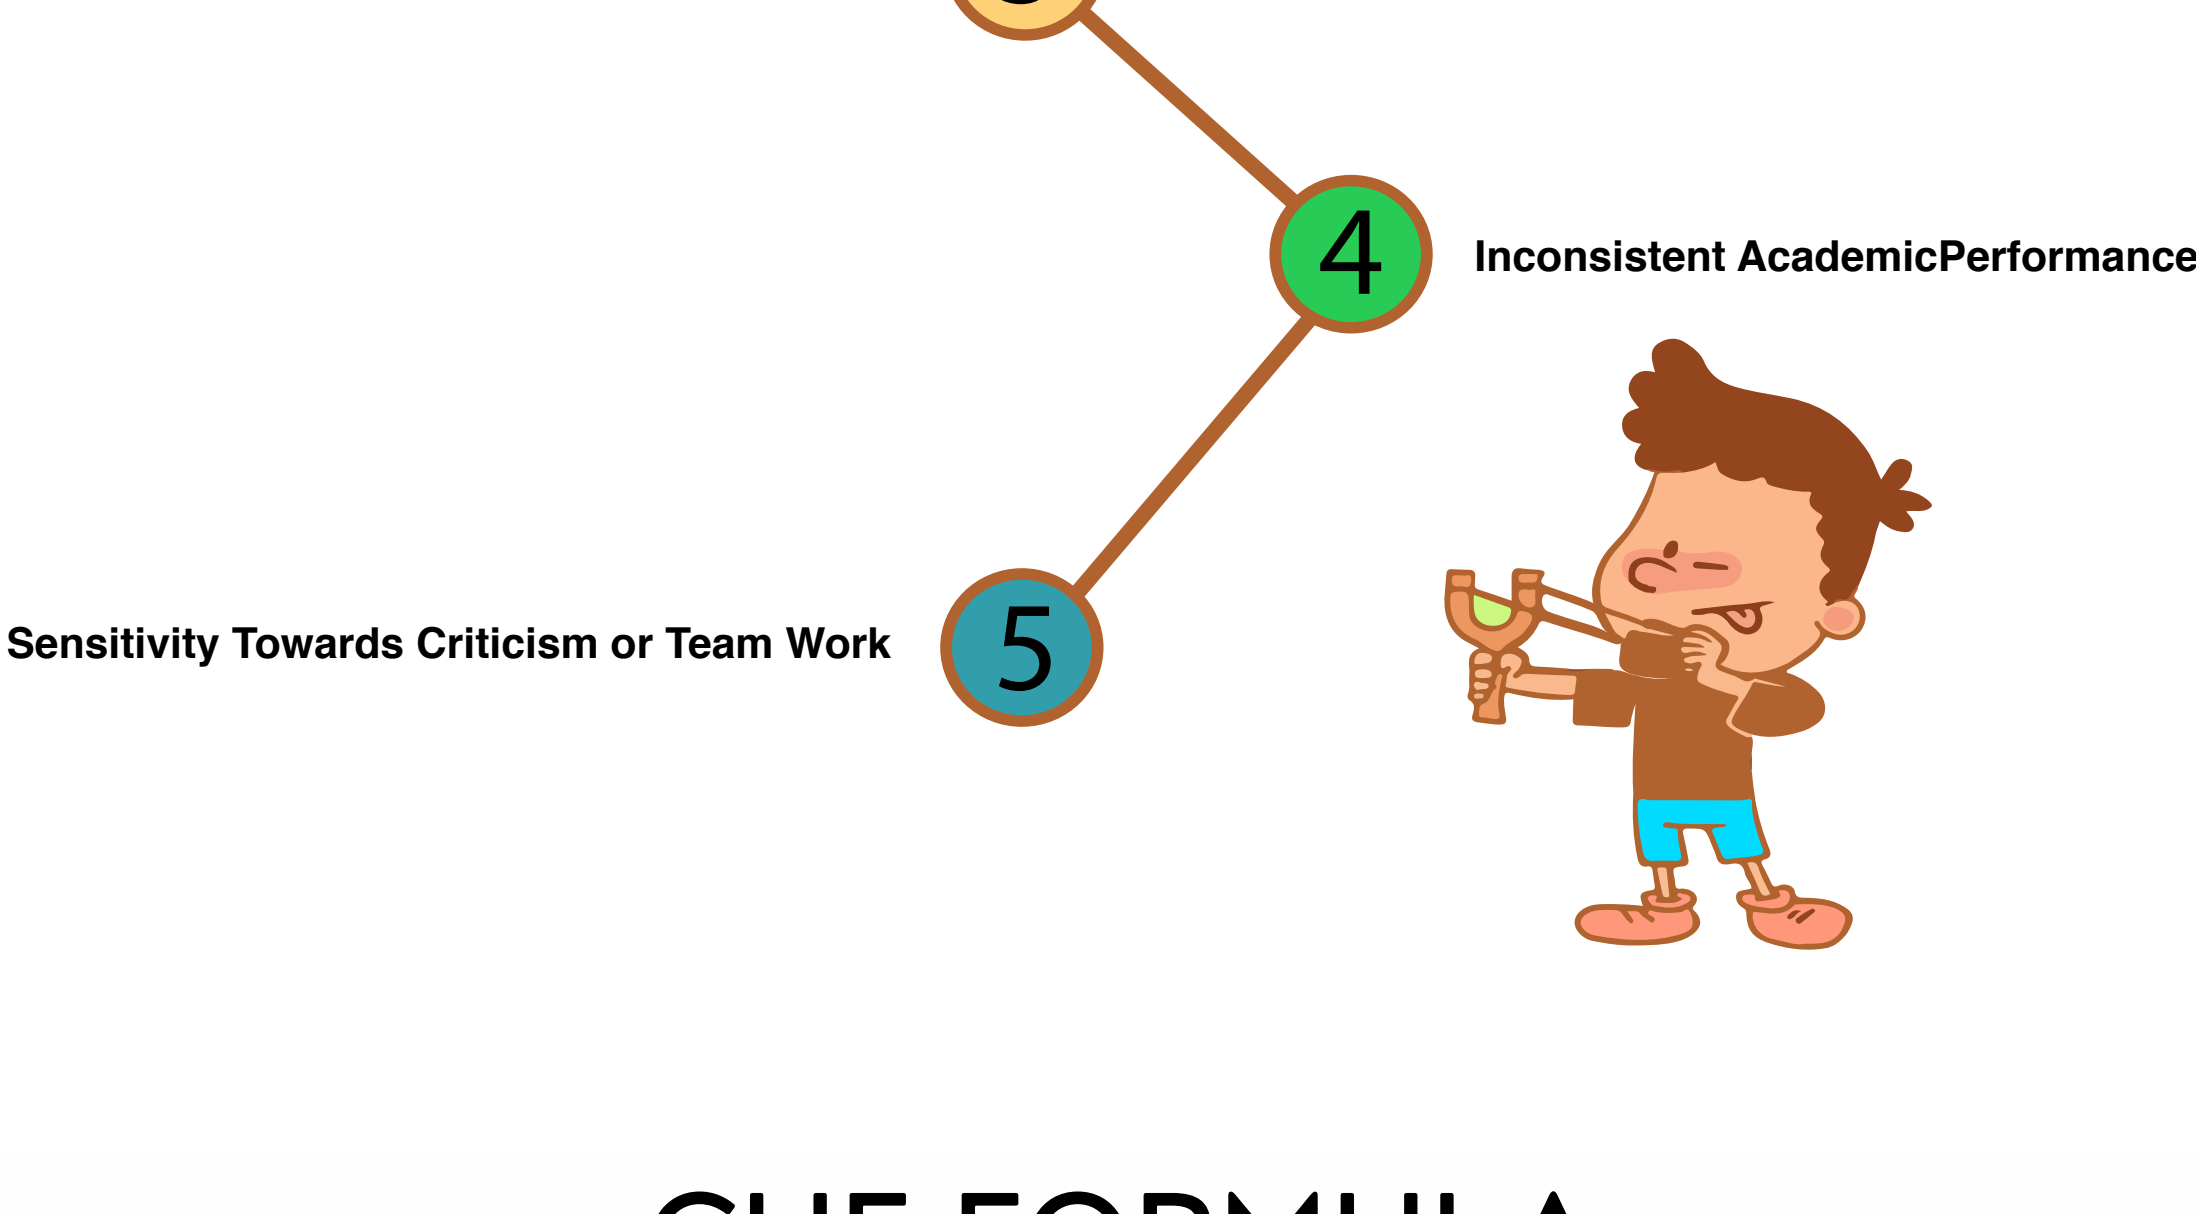 4
Inconsistent AcademicPerformance
Sensitivity Towards Criticism or Team Work
5